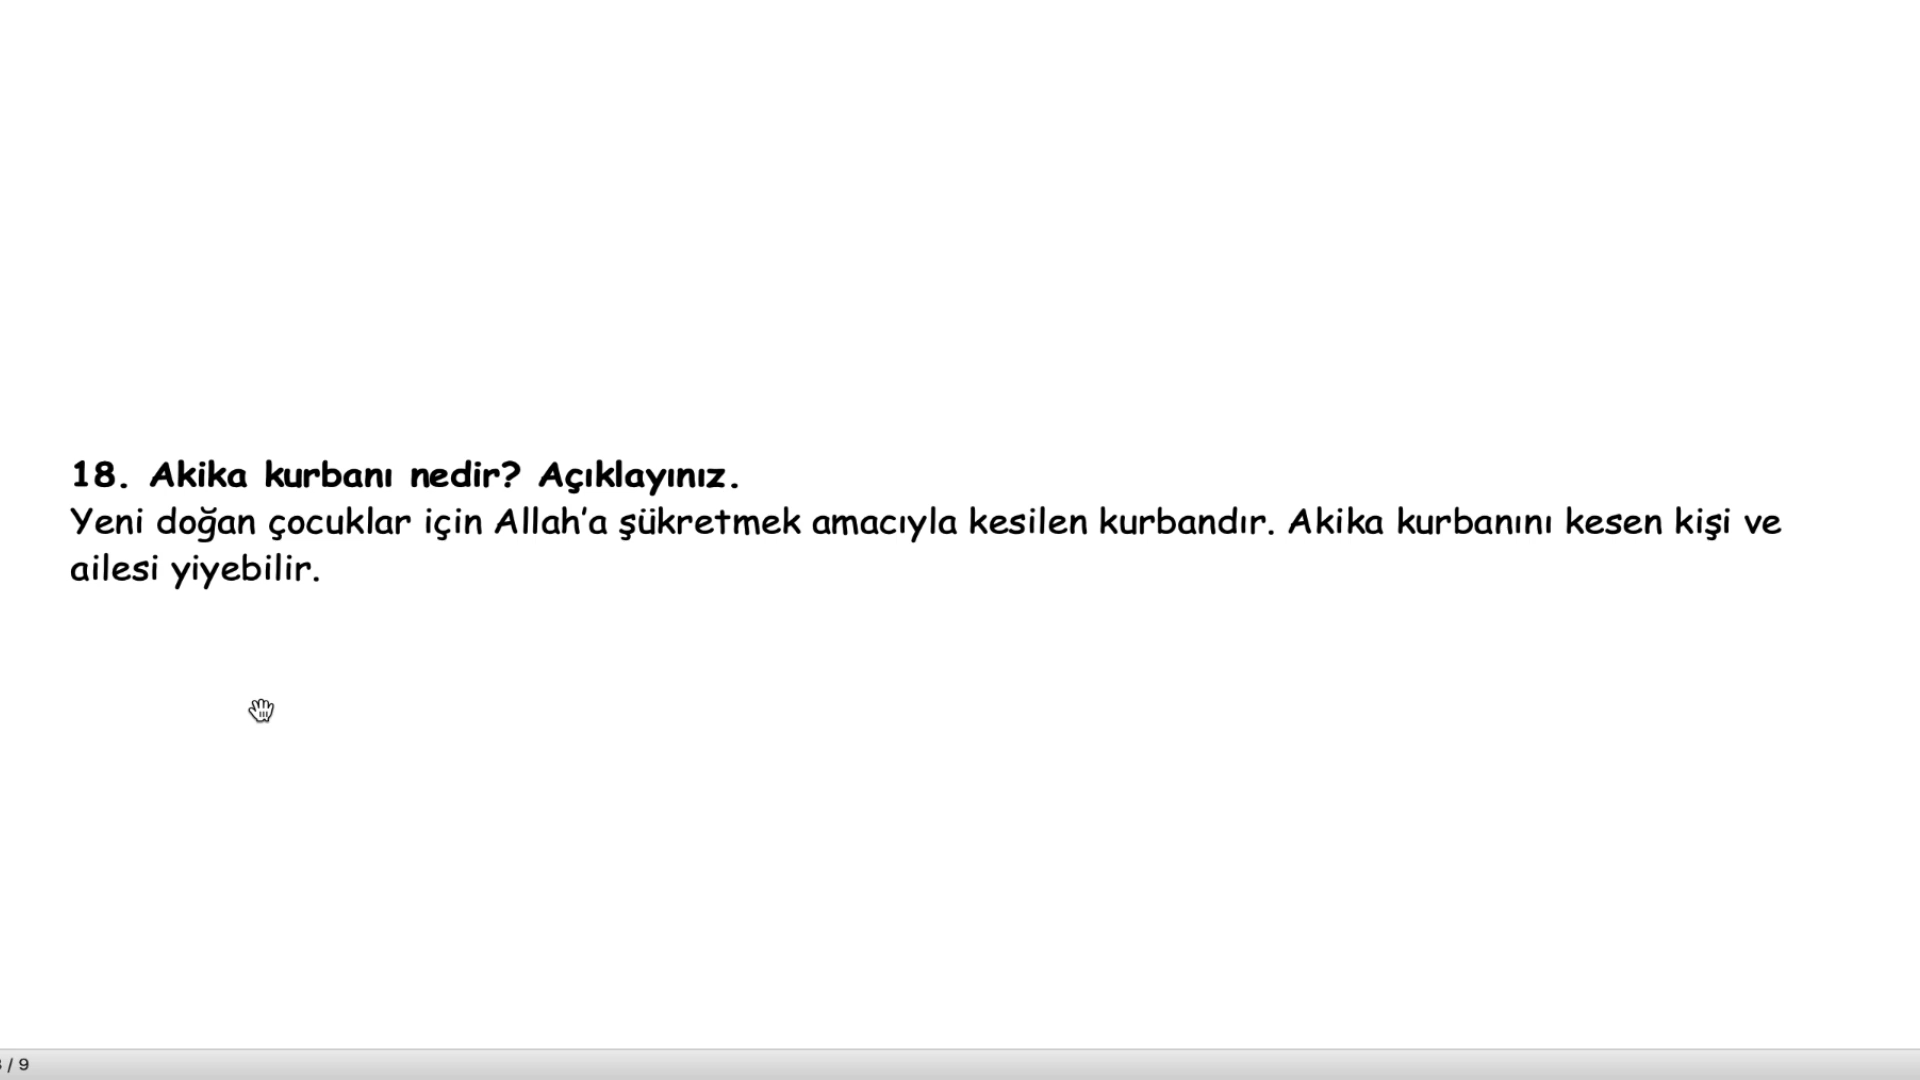 18. Akika kurbanı nedir? Açıklayınız.
Yeni doğan çocuklar için Allah'a şükretmek amacıyla kesilen kurbandır. Akika kurbanını kesen kişi ve
ailesi yiyebilir.
/ 9